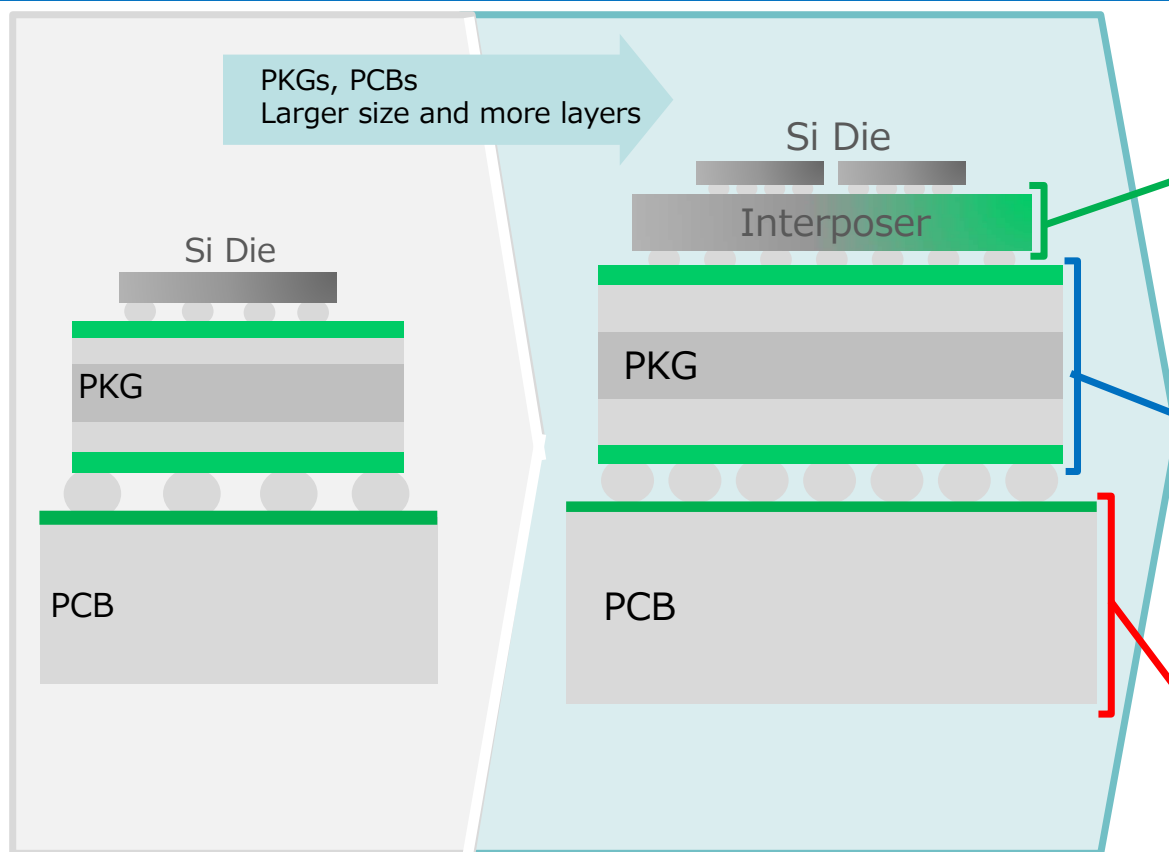 PKGs, PCBs
Larger size and more layers
Si Die
PKG
PCB
Si Die
Interposer
PKG
PCB